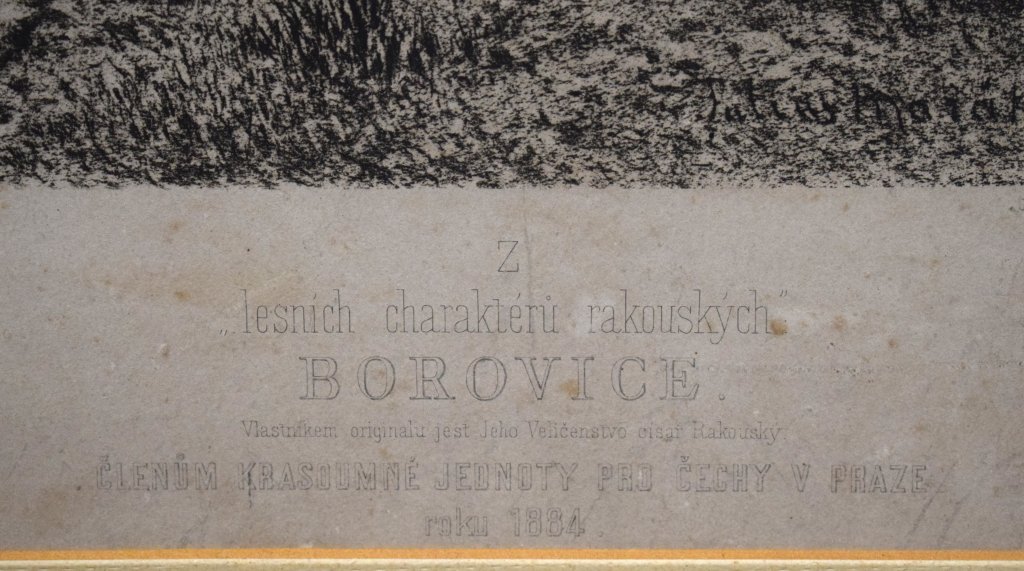 Julius Mařák
Z
„lesních charaktérů rakouských“
BOROVICE.
Vlastníkem originalu jest Jeho Veličenstvo císař Rakouský.
ČLENŮM KRASOUMNÉ JEDNOTY PRO ČECHY V PRAZE
roku 1884.